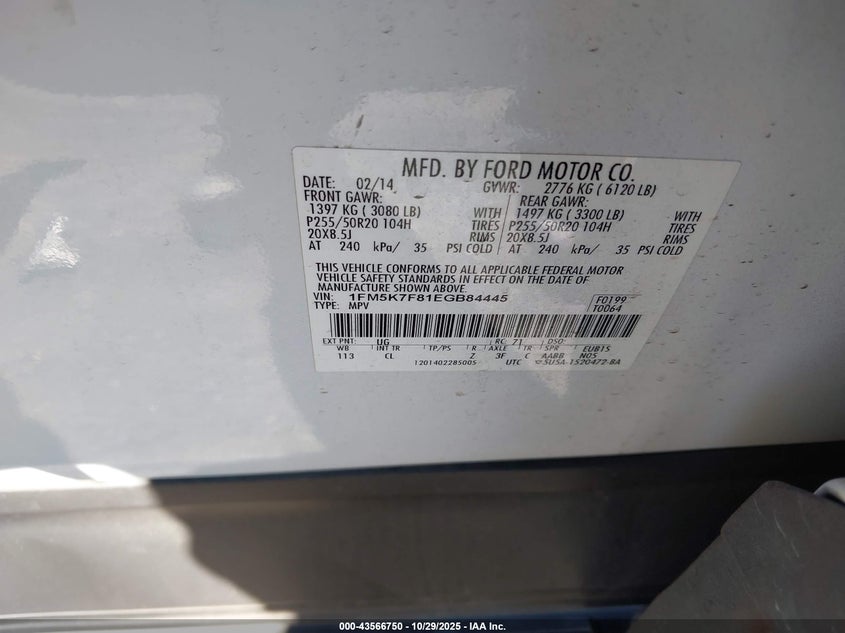 MFD. BY FORD MOTOR CO.
DATE: 02/14 GVWR: 2776 KG ( 6120 LB)
FRONT GAWR: REAR GAWR:
1397 KG ( 3080 LB) WITH 1497 KG ( 3300 LB) WITH
P255/50R20 104H TIRES P255/50R20 104H TIRES
20X8.5J RIMS 20X8.5J RIMS
AT 240 kPa/ 35 PSI COLD AT 240 kPa/ 35 PSI COLD
THIS VEHICLE CONFORMS TO ALL APPLICABLE FEDERAL MOTOR
VEHICLE SAFETY STANDARDS IN EFFECT ON THE DATE OF
MANUFACTURE SHOWN ABOVE.
VIN: 1FM5K7F81EGB84445 F0199
TYPE: MPV T0064
EXT PNT: UG RC: 71 DSO:
WB INT TR TP/PS R AXLE TR SPR EUB15
113 CL Z 3F C AABB N05
1201402285005 UTC 5U5A-1520472-BA
000-43566750 - 10/29/2025 - IAA Inc.